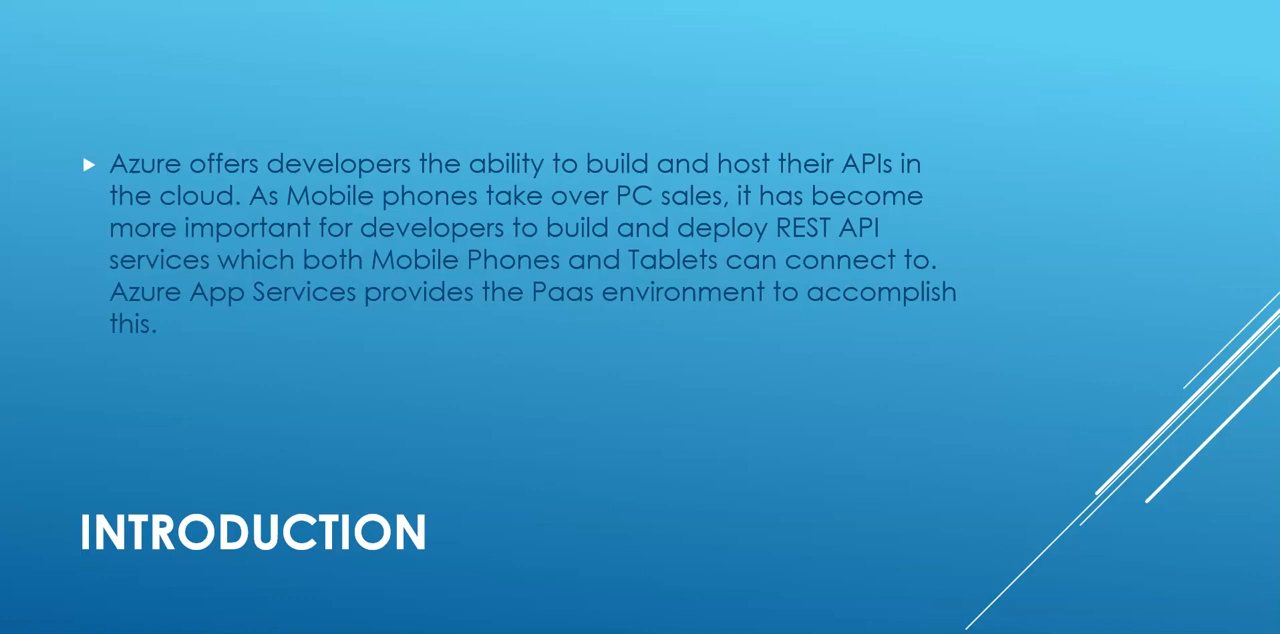 Azure offers developers the ability to build and host their APIs in
the cloud. As Mobile phones take over PC sales, it has become
more important for developers to build and deploy REST API
services which both Mobile Phones and Tablets can connect to.
Azure App Services provides the Paas environment to accomplish
this.
INTRODUCTION